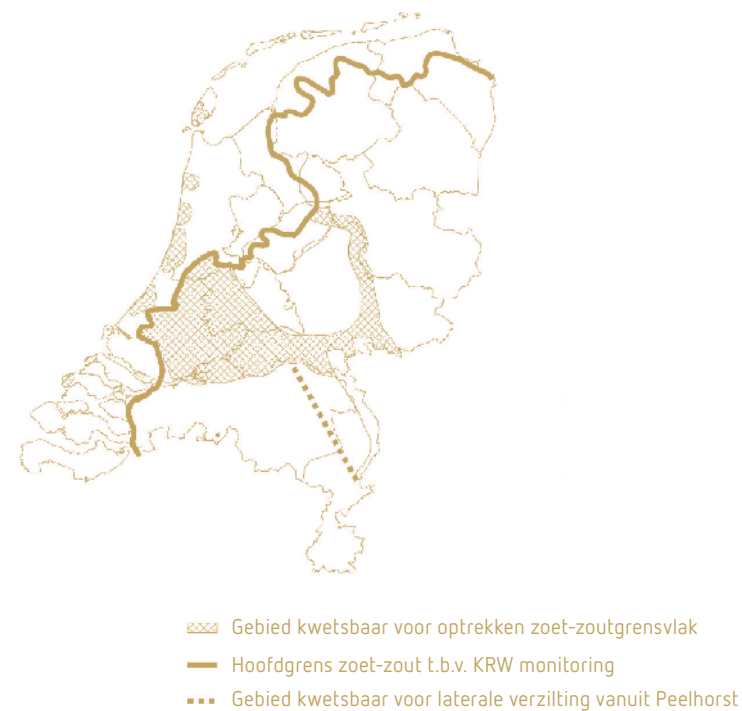 Gebied kwetsbaar voor optrekken zoet-zoutgrensvlak
Hoofdgrens zoet-zout t.b.v. KRW monitoring
Gebied kwetsbaar voor laterale verzilting vanuit Peelhorst